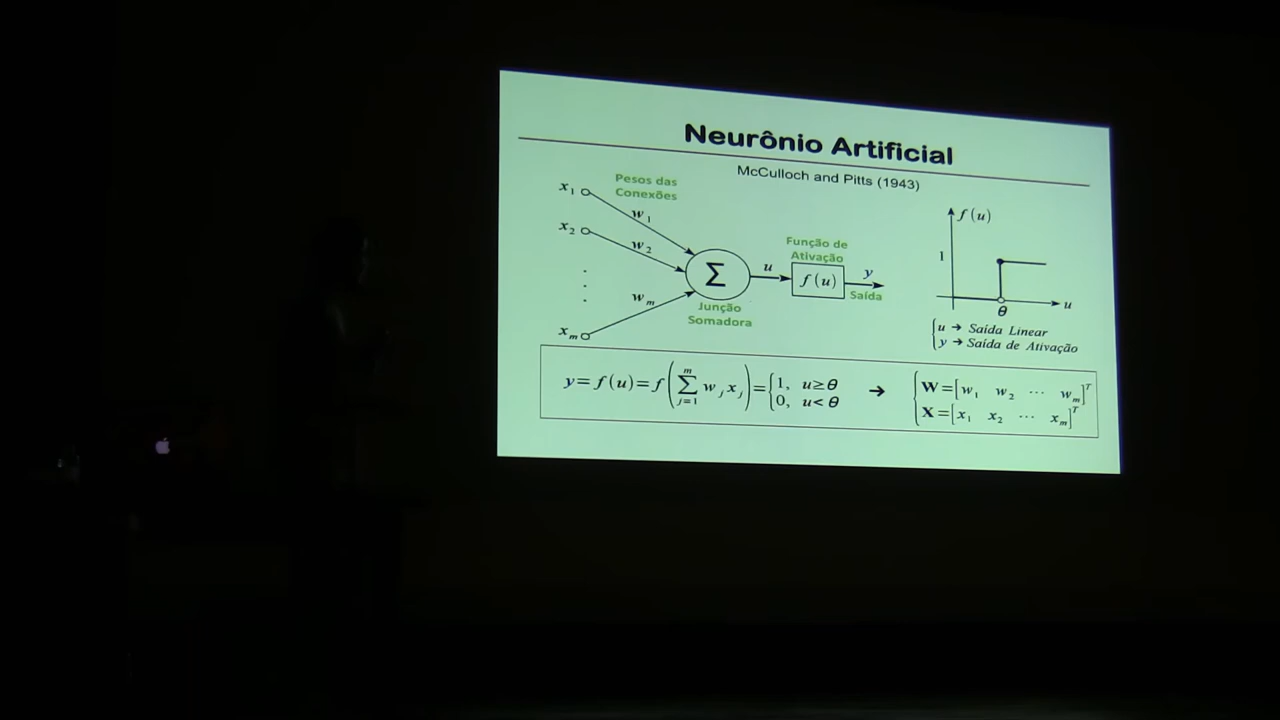 Neurônio Artificial
McCulloch and Pitts (1943)
Pesos das
Conexões
x₁
w₁
x₂
w₂
⋮
wₘ
xₘ
Σ
Junção
Somadora
u
Função de
Ativação
f(u)
y
Saída
f(u)
1
θ
u
u → Saída Linear
y → Saída de Ativação
y = f(u) = f(∑ⱼ₌₁ᵐ wⱼ xⱼ) = {1, u ≥ θ
0, u < θ
→
W = [w₁ w₂ ⋯ wₘ]ᵀ
X = [x₁ x₂ ⋯ xₘ]ᵀ